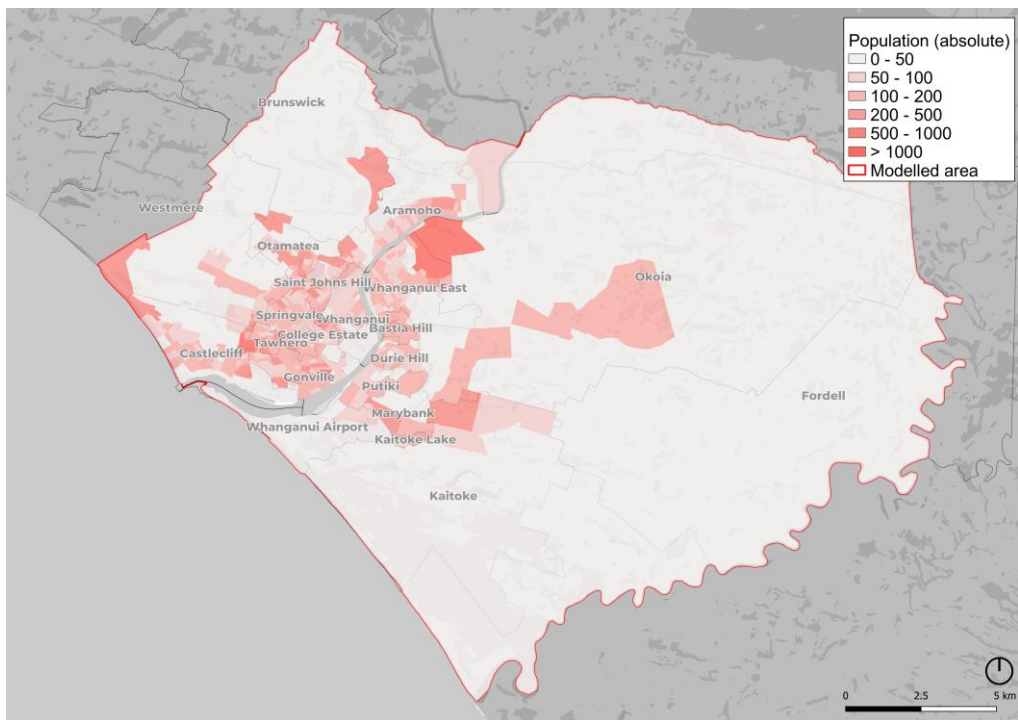 Population (absolute)
0 - 50
50 - 100
100 - 200
200 - 500
500 - 1000
> 1000
Modelled area
Brunswick
Westmere
Aramoho
Otamatea
Okoia
Saint Johns Hill
Whanganui East
Springvale
Whanganui
College Estate
Bastia Hill
Tawhero
Castlecliff
Durie Hill
Gonville
Putiki
Fordell
Marybank
Whanganui Airport
Kaitoke Lake
Kaitoke
0 2.5 5 km